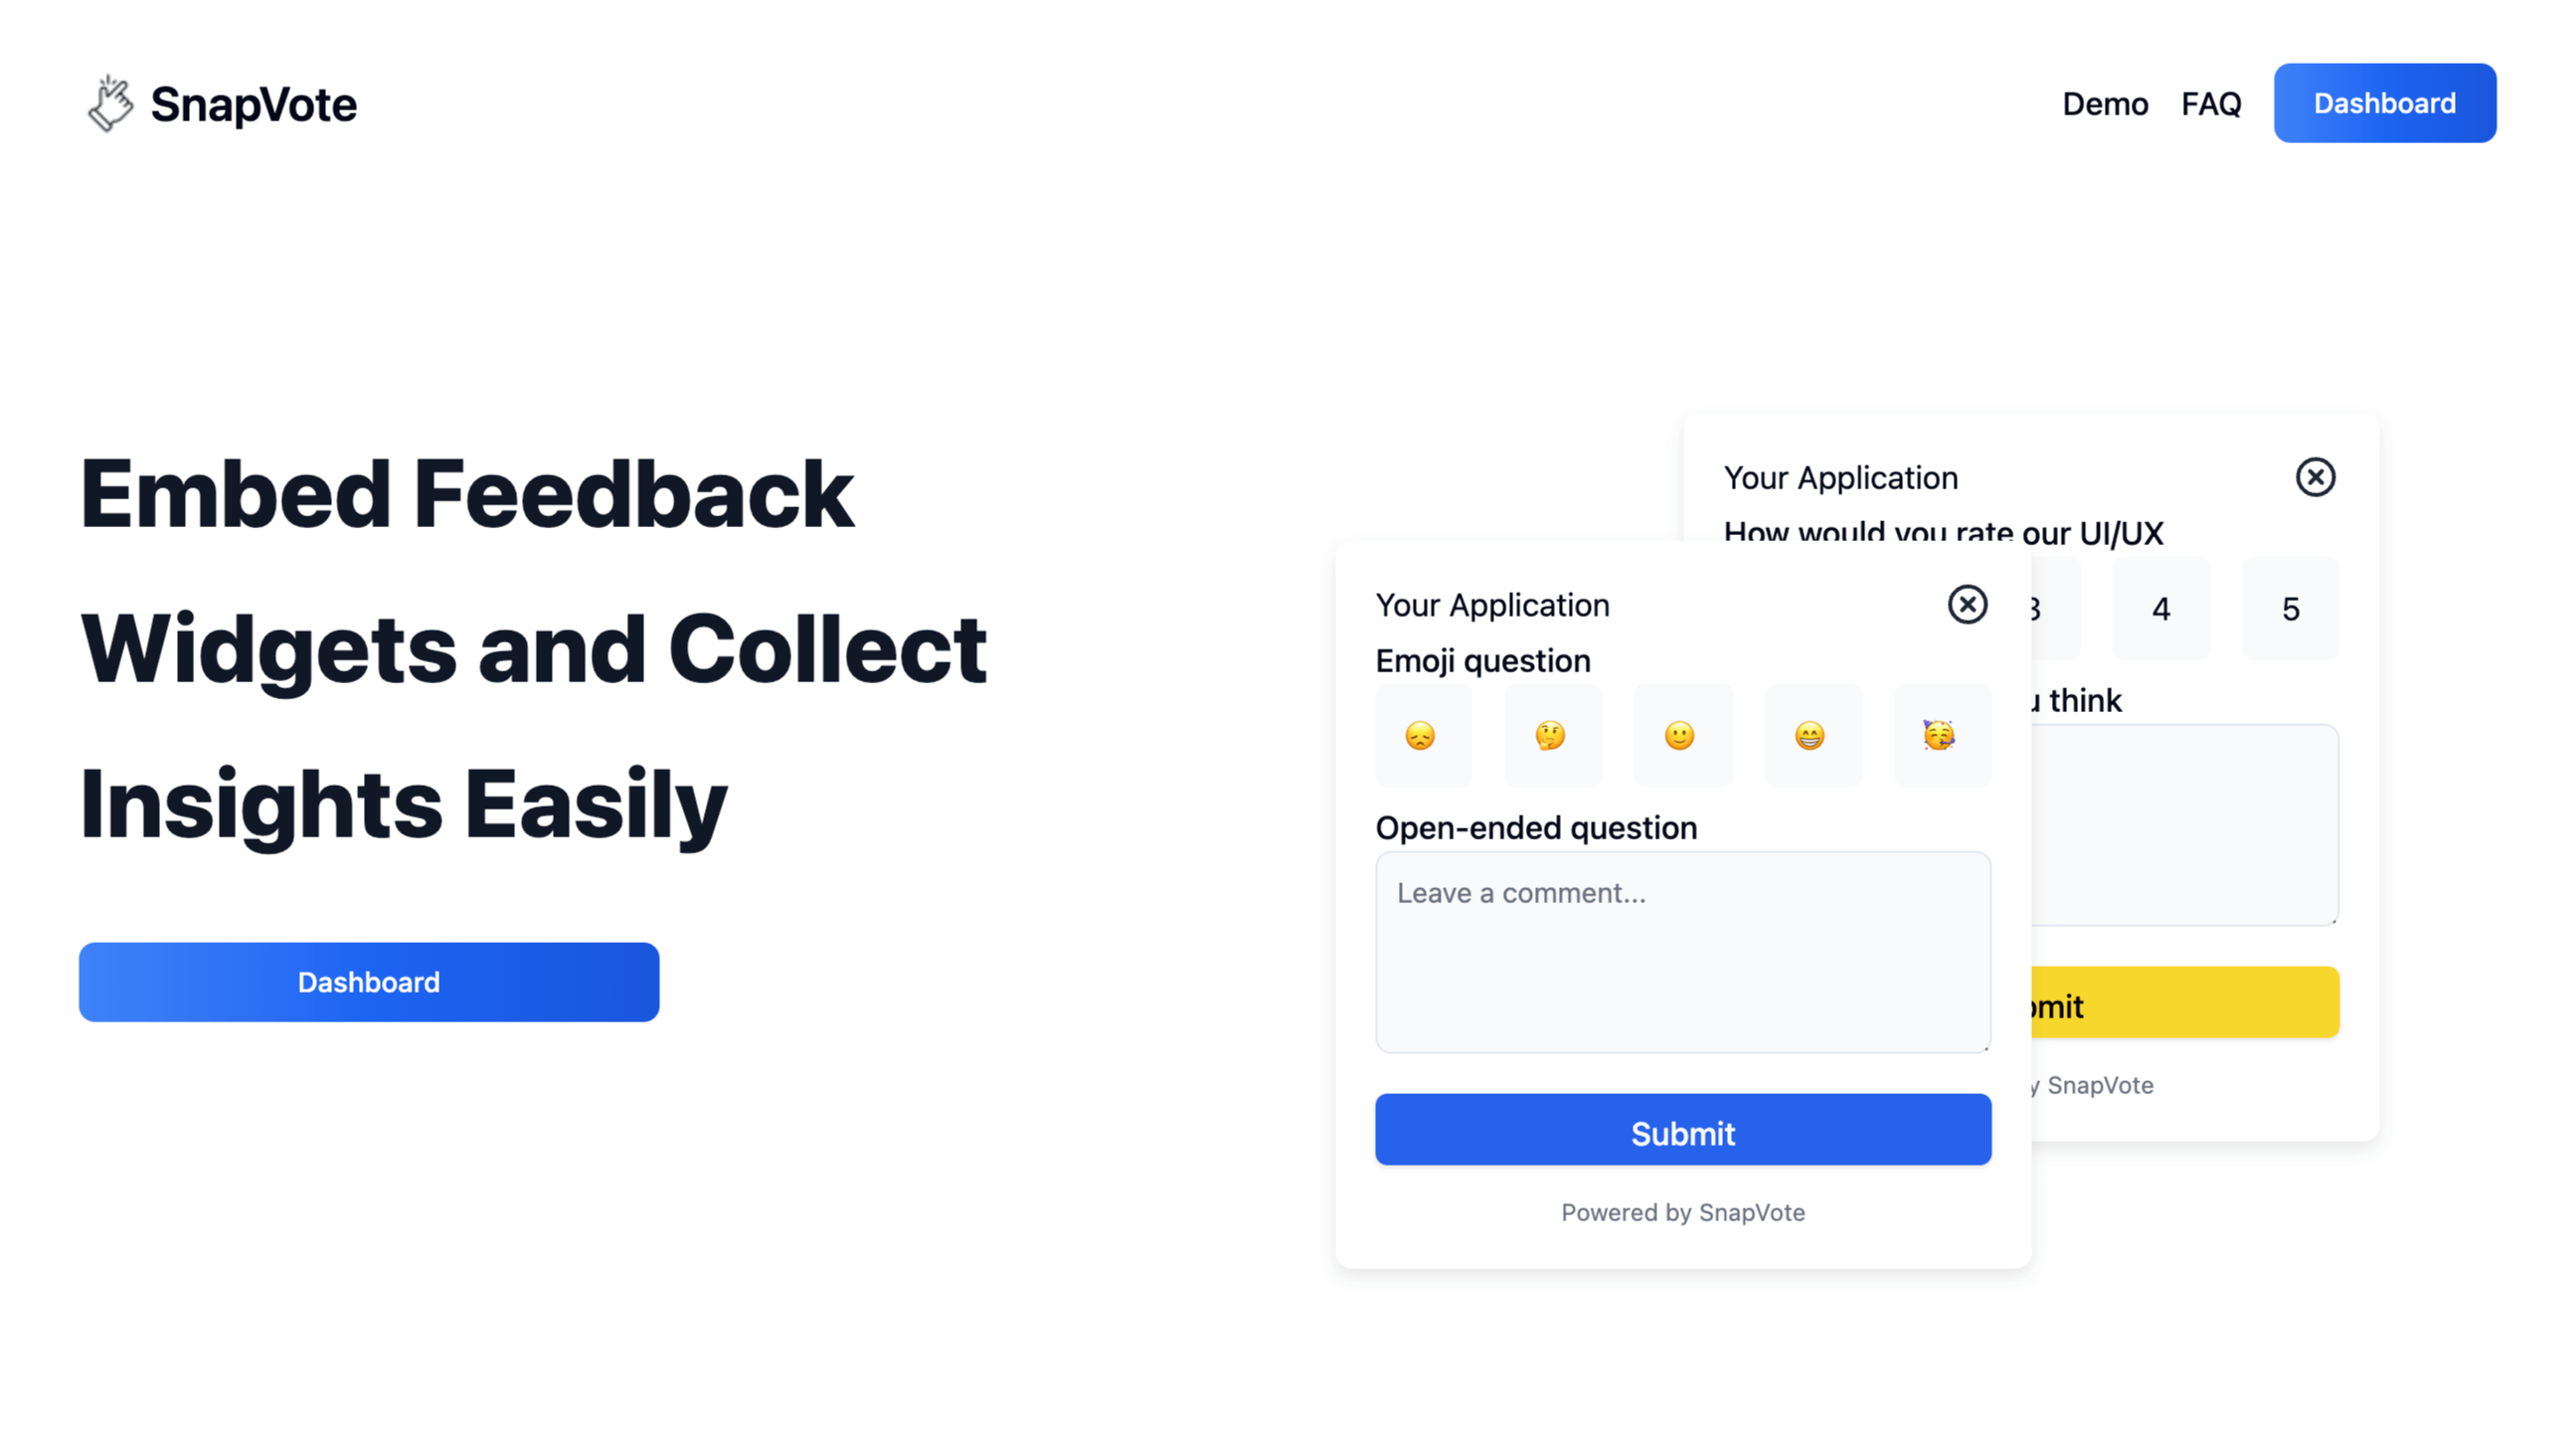 SnapVote
Demo FAQ Dashboard
Embed Feedback
Widgets and Collect
Insights Easily
Dashboard
Your Application
How would you rate our UI/UX
4 5
think
SnapVote
Your Application
Emoji question
Open-ended question
Leave a comment...
Submit
Powered by SnapVote